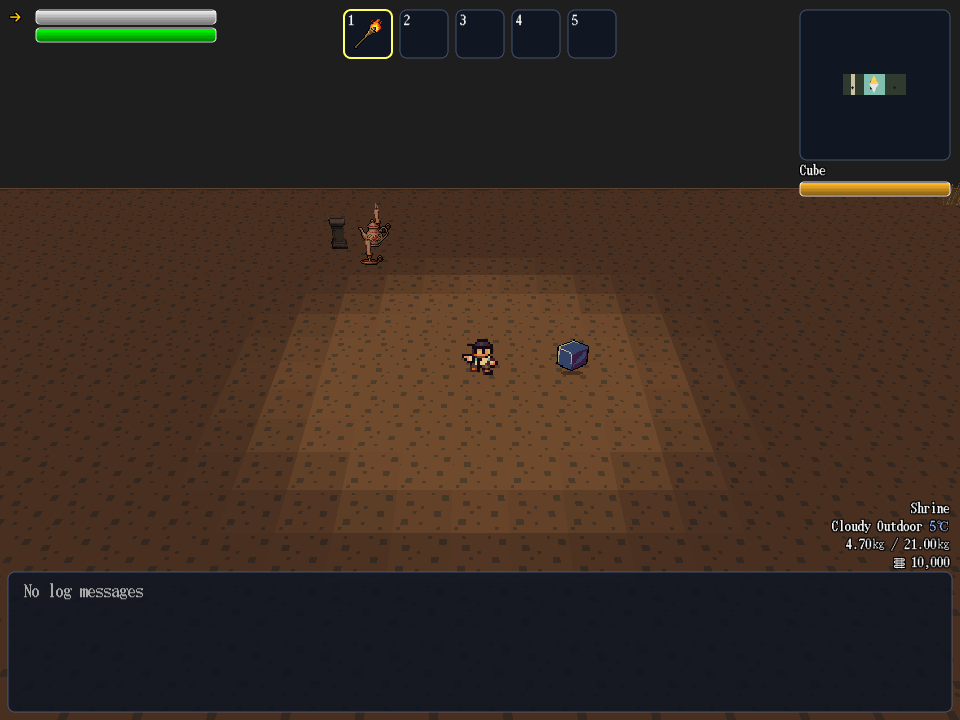 1 2 3 4 5
Cube
Shrine
Cloudy Outdoor 5℃
4.70kg / 21.00kg
10,000
No log messages